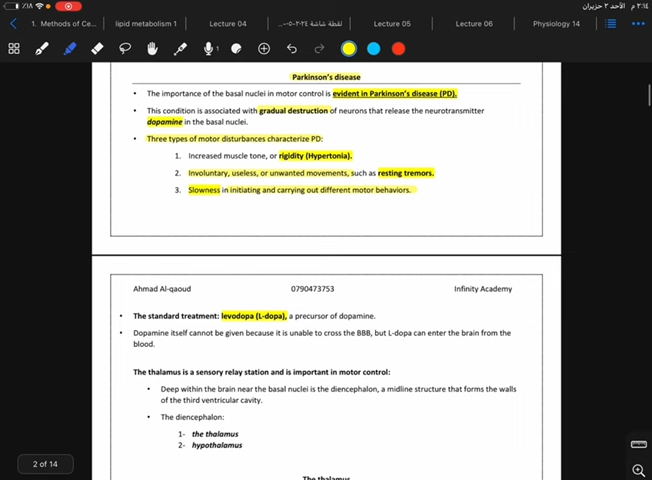 ٢:١٤ م الأحد ٢ حزيران
٪١٨
1. Methods of Ce...
lipid metabolism 1
Lecture 04
لقطة شاشة ٢٠٢٤-٠٥-...
Lecture 05
Lecture 06
Physiology 14
1
Parkinson's disease
• The importance of the basal nuclei in motor control is evident in Parkinson's disease (PD).
• This condition is associated with gradual destruction of neurons that release the neurotransmitter
dopamine in the basal nuclei.
• Three types of motor disturbances characterize PD:
1. Increased muscle tone, or rigidity (Hypertonia).
2. Involuntary, useless, or unwanted movements, such as resting tremors.
3. Slowness in initiating and carrying out different motor behaviors.
Ahmad Al-qaoud 0790473753 Infinity Academy
• The standard treatment: levodopa (L-dopa), a precursor of dopamine.
• Dopamine itself cannot be given because it is unable to cross the BBB, but L-dopa can enter the brain from the
blood.
The thalamus is a sensory relay station and is important in motor control:
• Deep within the brain near the basal nuclei is the diencephalon, a midline structure that forms the walls
of the third ventricular cavity.
• The diencephalon:
1- the thalamus
2- hypothalamus
2 of 14
The thalamus